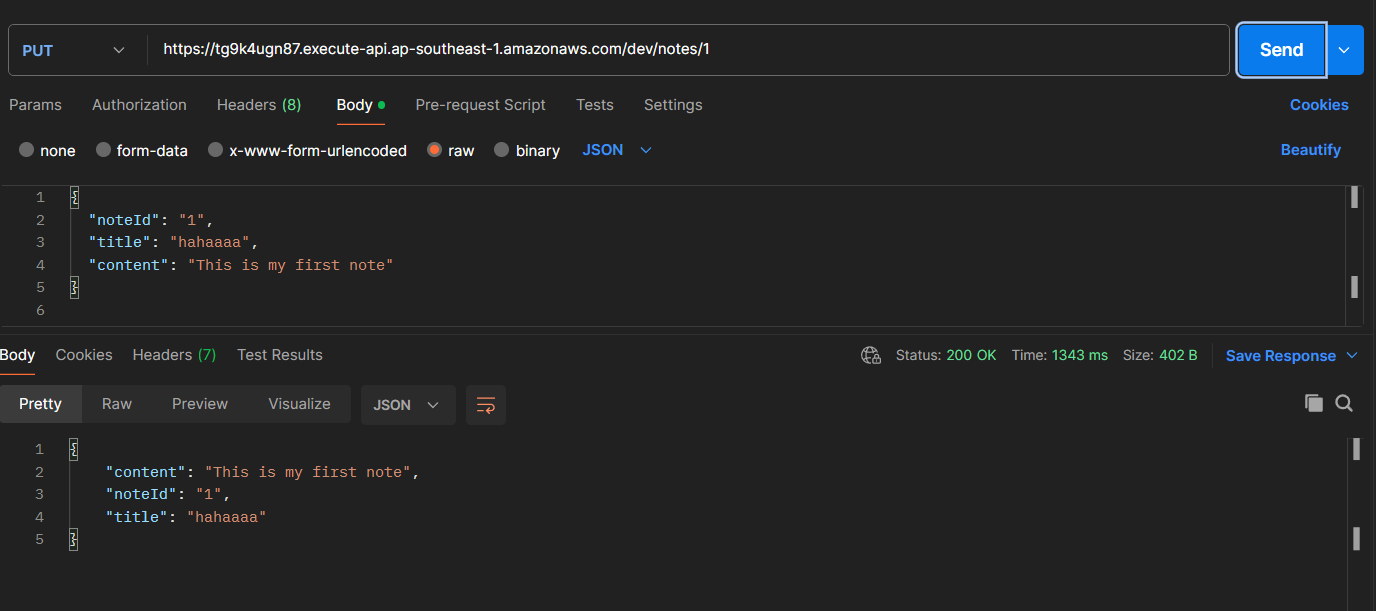 PUT https://tg9k4ugn87.execute-api.ap-southeast-1.amazonaws.com/dev/notes/1 Send
Params Authorization Headers (8) Body Pre-request Script Tests Settings Cookies
none form-data x-www-form-urlencoded raw binary JSON Beautify
1 {
2 "noteId": "1",
3 "title": "hahaaaa",
4 "content": "This is my first note"
5 }
6
Body Cookies Headers (7) Test Results Status: 200 OK Time: 1343 ms Size: 402 B Save Response
Pretty Raw Preview Visualize JSON
1 {
2 "content": "This is my first note",
3 "noteId": "1",
4 "title": "hahaaaa"
5 }